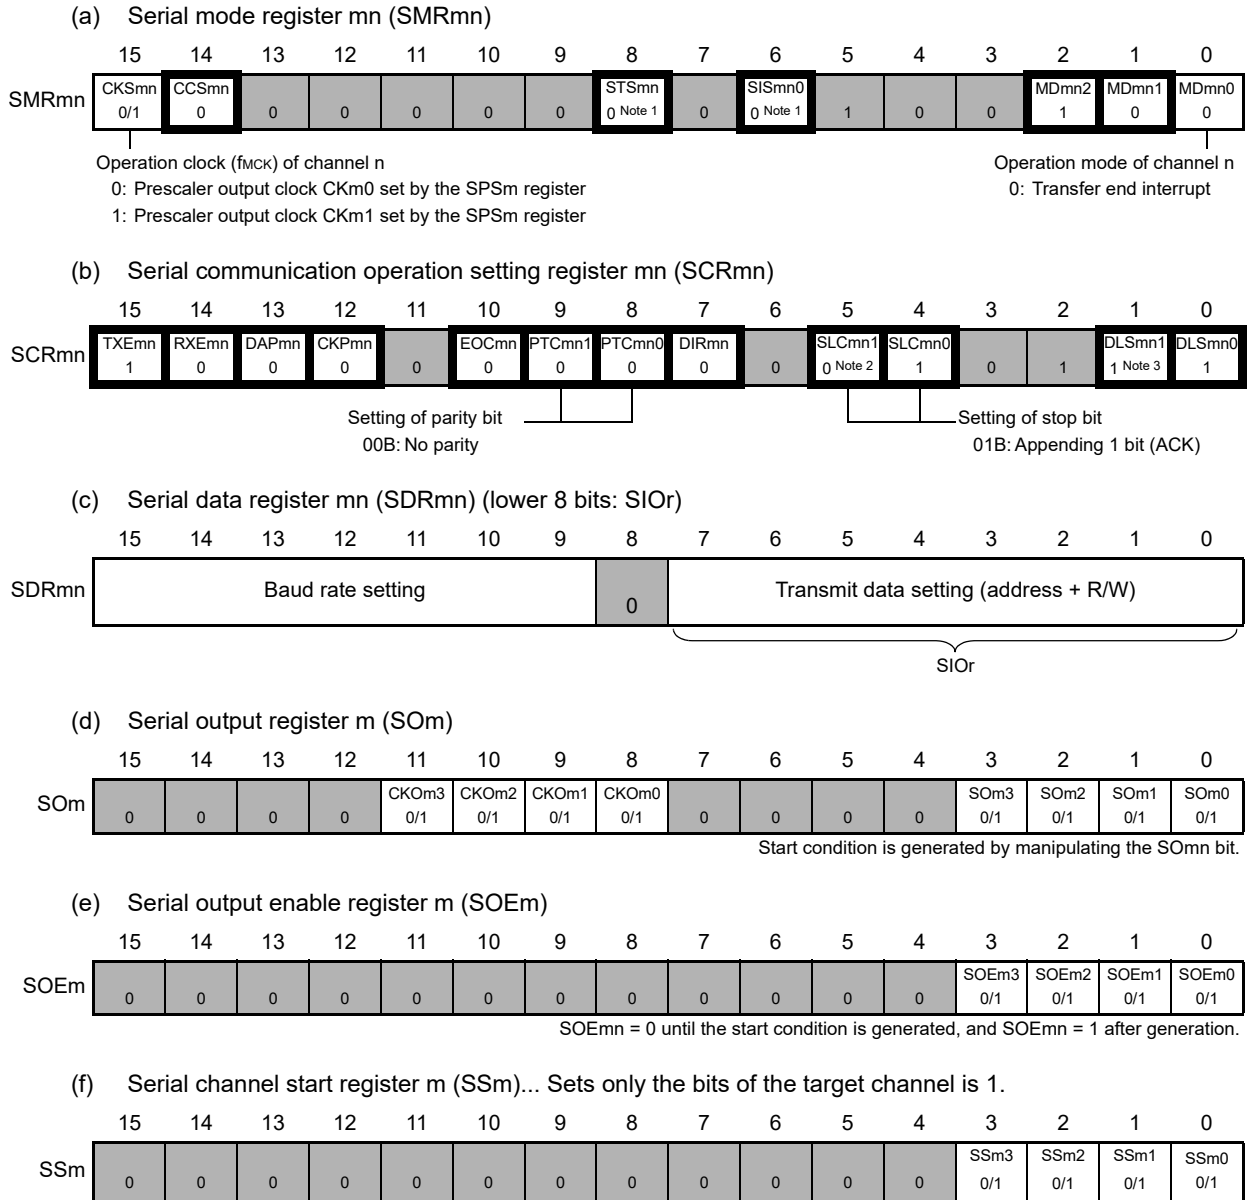 (a) Serial mode register mn (SMRmn)
15 14 13 12 11 10 9 8 7 6 5 4 3 2 1 0
SMRmn
CKSmn CCSmn STSmn SISmn0 MDmn2 MDmn1 MDmn0
0/1 0 0 0 0 0 0 0 Note 1 0 0 Note 1 1 0 0 1 0 0
Operation clock (fMCK) of channel n
0: Prescaler output clock CKm0 set by the SPSm register
1: Prescaler output clock CKm1 set by the SPSm register
Operation mode of channel n
0: Transfer end interrupt
(b) Serial communication operation setting register mn (SCRmn)
15 14 13 12 11 10 9 8 7 6 5 4 3 2 1 0
SCRmn
TXEmn RXEmn DAPmn CKPmn EOCmn PTCmn1 PTCmn0 DIRmn SLCmn1 SLCmn0 DLSmn1 DLSmn0
1 0 0 0 0 0 0 0 0 0 0 Note 2 1 0 1 1 Note 3 1
Setting of parity bit
00B: No parity
Setting of stop bit
01B: Appending 1 bit (ACK)
(c) Serial data register mn (SDRmn) (lower 8 bits: SIOr)
15 14 13 12 11 10 9 8 7 6 5 4 3 2 1 0
SDRmn
Baud rate setting 0 Transmit data setting (address + R/W)
SIOr
(d) Serial output register m (SOm)
15 14 13 12 11 10 9 8 7 6 5 4 3 2 1 0
SOm
CKOm3 CKOm2 CKOm1 CKOm0 SOm3 SOm2 SOm1 SOm0
0 0 0 0 0/1 0/1 0/1 0/1 0 0 0 0 0/1 0/1 0/1 0/1
Start condition is generated by manipulating the SOmn bit.
(e) Serial output enable register m (SOEm)
15 14 13 12 11 10 9 8 7 6 5 4 3 2 1 0
SOEm
SOEm3 SOEm2 SOEm1 SOEm0
0 0 0 0 0 0 0 0 0 0 0 0 0/1 0/1 0/1 0/1
SOEmn = 0 until the start condition is generated, and SOEmn = 1 after generation.
(f) Serial channel start register m (SSm)... Sets only the bits of the target channel is 1.
15 14 13 12 11 10 9 8 7 6 5 4 3 2 1 0
SSm
SSm3 SSm2 SSm1 SSm0
0 0 0 0 0 0 0 0 0 0 0 0 0/1 0/1 0/1 0/1